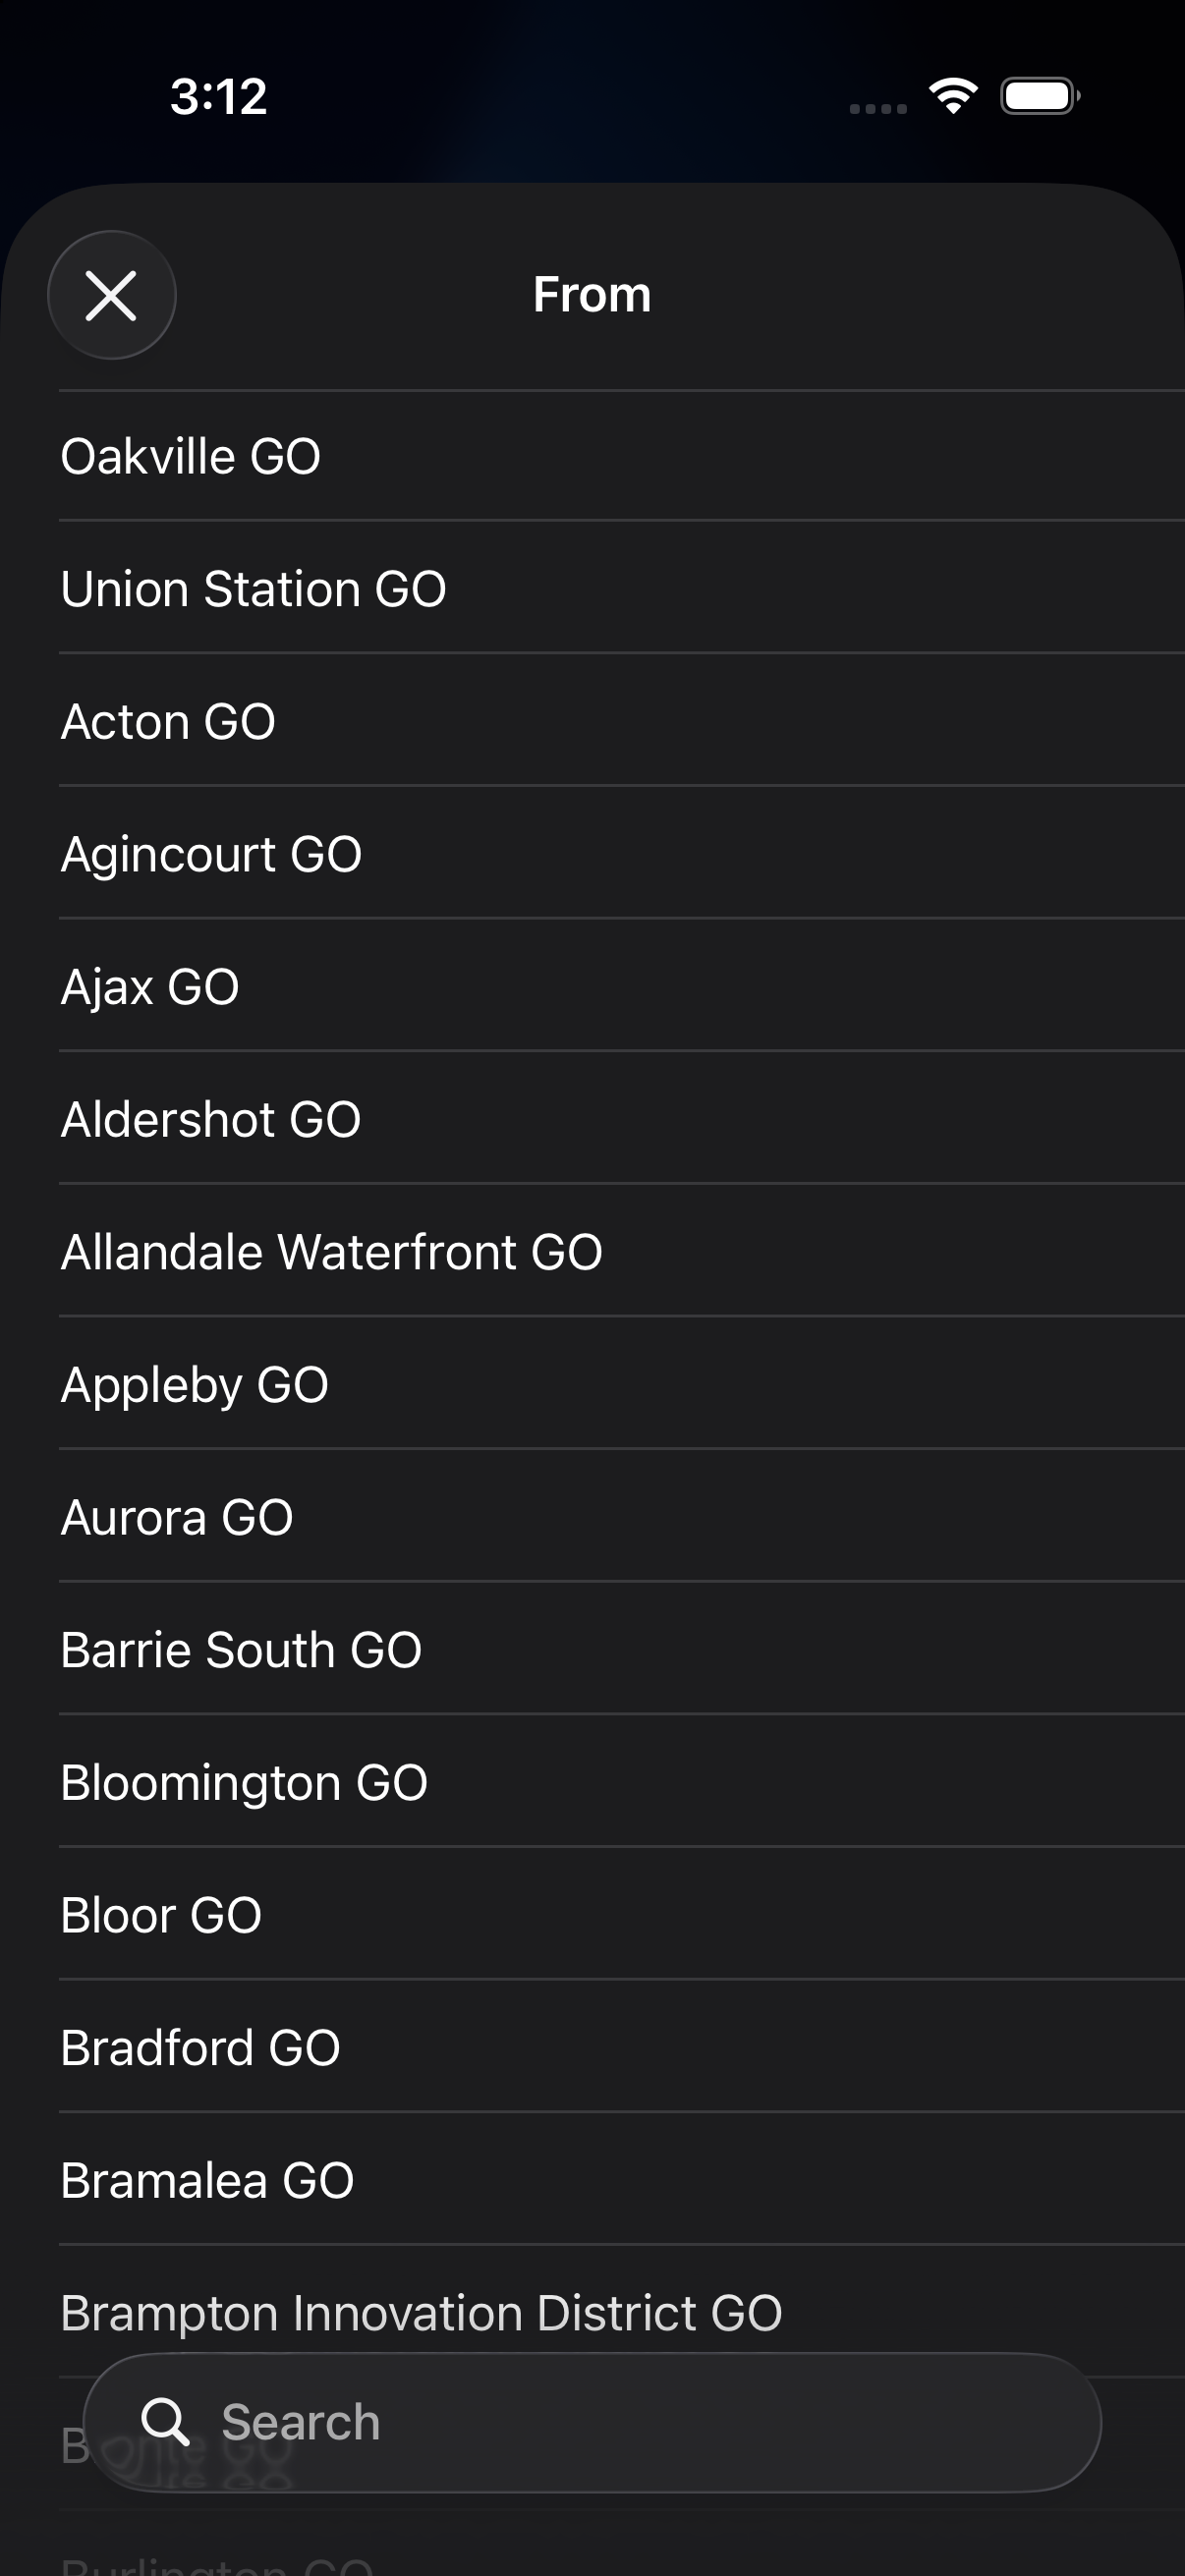 3:12
From
Oakville GO
Union Station GO
Acton GO
Agincourt GO
Ajax GO
Aldershot GO
Allandale Waterfront GO
Appleby GO
Aurora GO
Barrie South GO
Bloomington GO
Bloor GO
Bradford GO
Bramalea GO
Brampton Innovation District GO
Search
Burlington GO